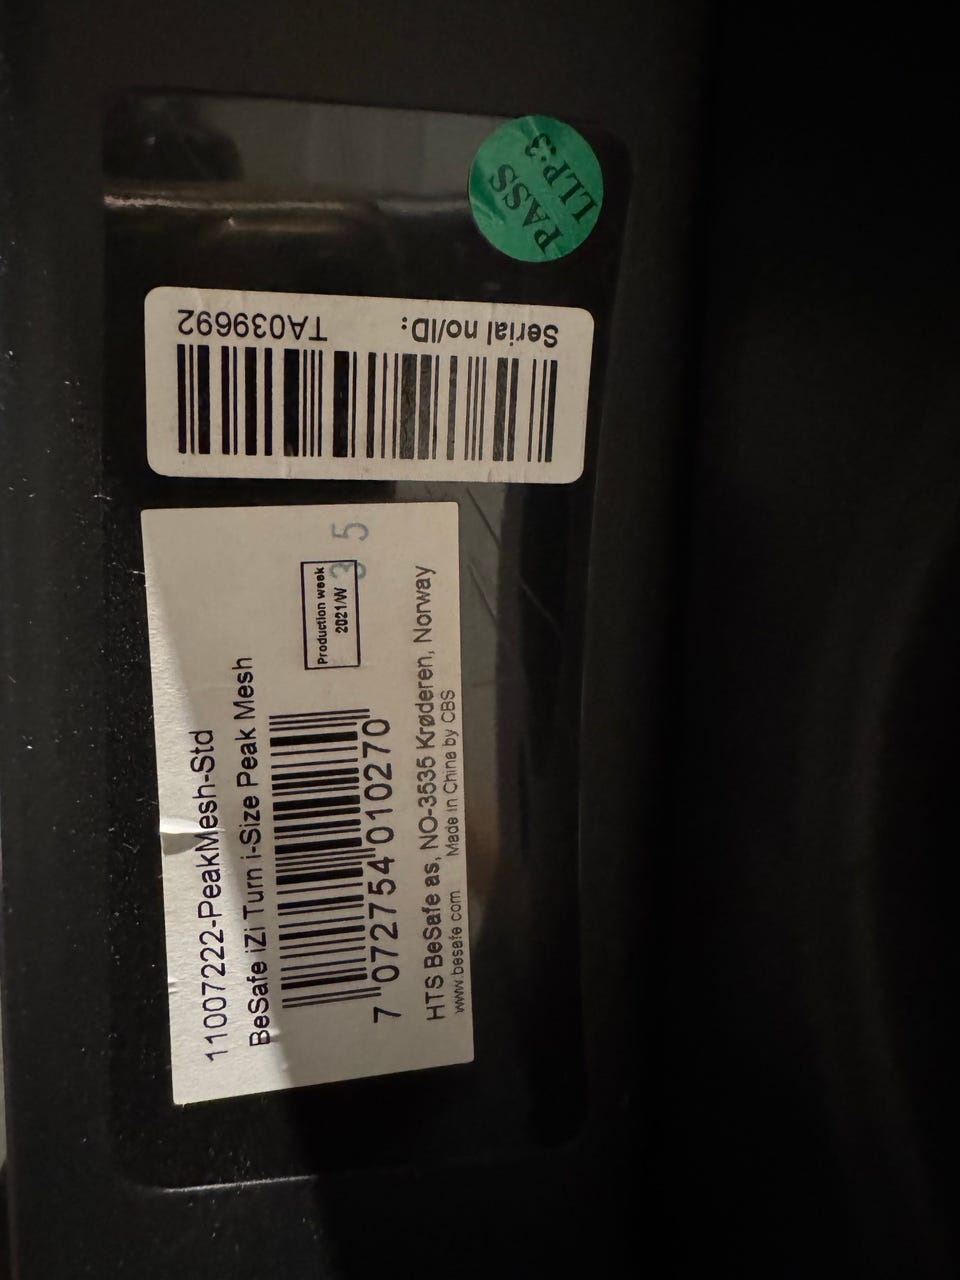 PASS
LLP:3
Serial no/ID: TA039692
11007222-PeakMesh-Std
BeSafe iZi Turn i-Size Peak Mesh
Production week
2021/W 35
7 072754 010270
HTS BeSafe as, NO-3535 Krøderen, Norway
www.besafe.com Made in China by CBS